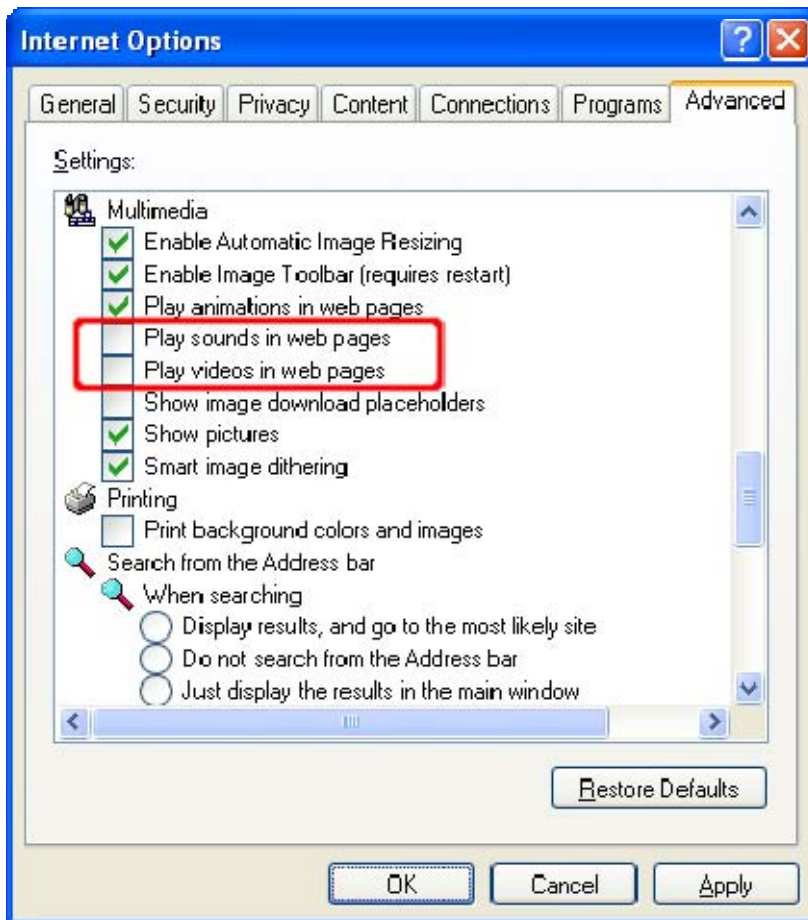 Internet Options
General Security Privacy Content Connections Programs Advanced
Settings:
Multimedia
Enable Automatic Image Resizing
Enable Image Toolbar (requires restart)
Play animations in web pages
Play sounds in web pages
Play videos in web pages
Show image download placeholders
Show pictures
Smart image dithering
Printing
Print background colors and images
Search from the Address bar
When searching
Display results, and go to the most likely site
Do not search from the Address bar
Just display the results in the main window
Restore Defaults
OK Cancel Apply